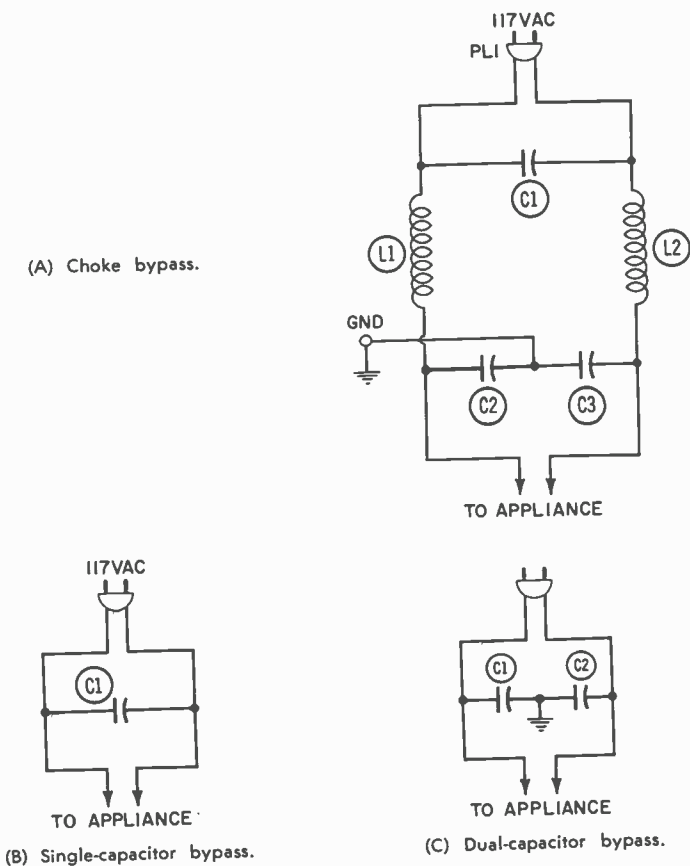 117VAC
PL1
C1
L1
L2
(A) Choke bypass.
GND
C2
C3
TO APPLIANCE
117VAC
C1
C1
C2
TO APPLIANCE
TO APPLIANCE
(B) Single-capacitor bypass.
(C) Dual-capacitor bypass.